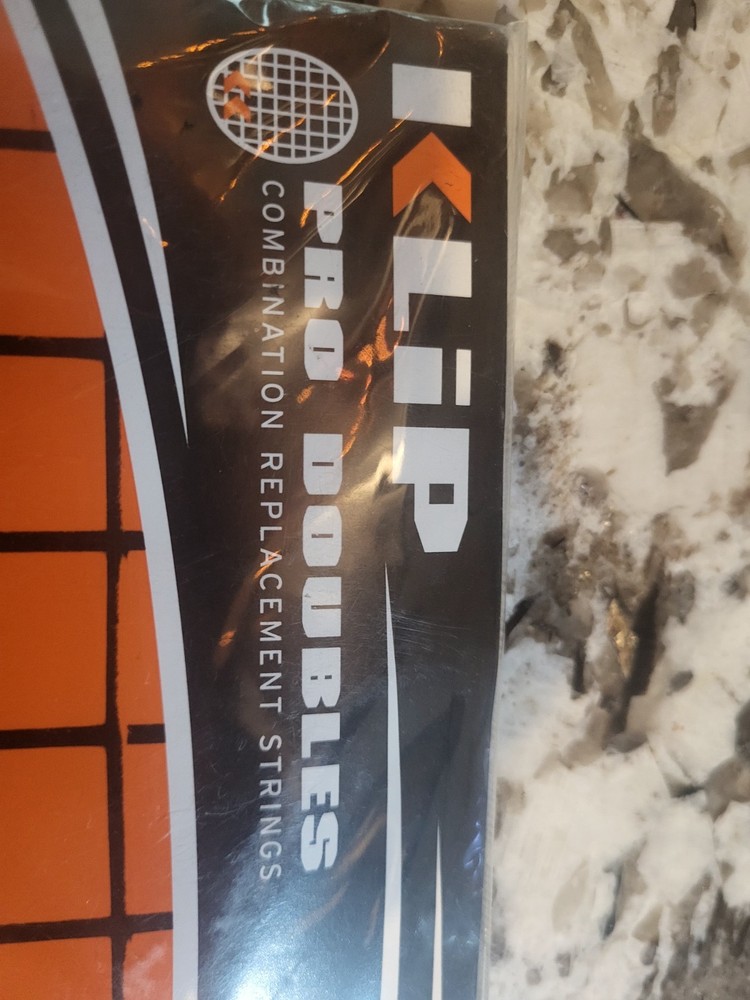 KLiP
PRO DOUBLES
COMBINATION REPLACEMENT STRINGS